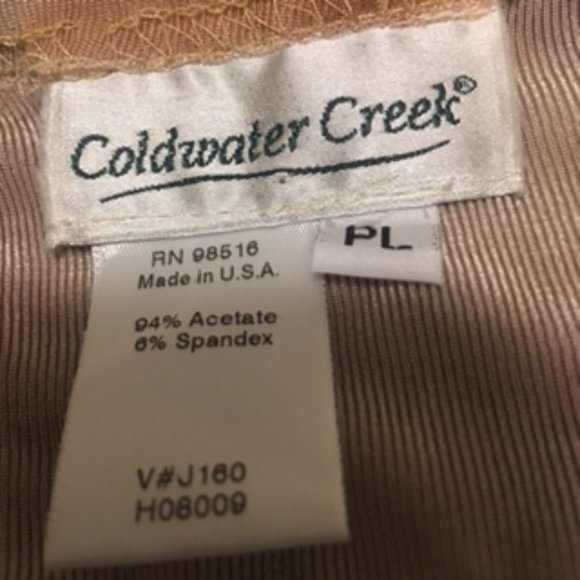 Coldwater Creek®
PL
RN 98516
Made in U.S.A.
94% Acetate
6% Spandex
V#J160
H08009